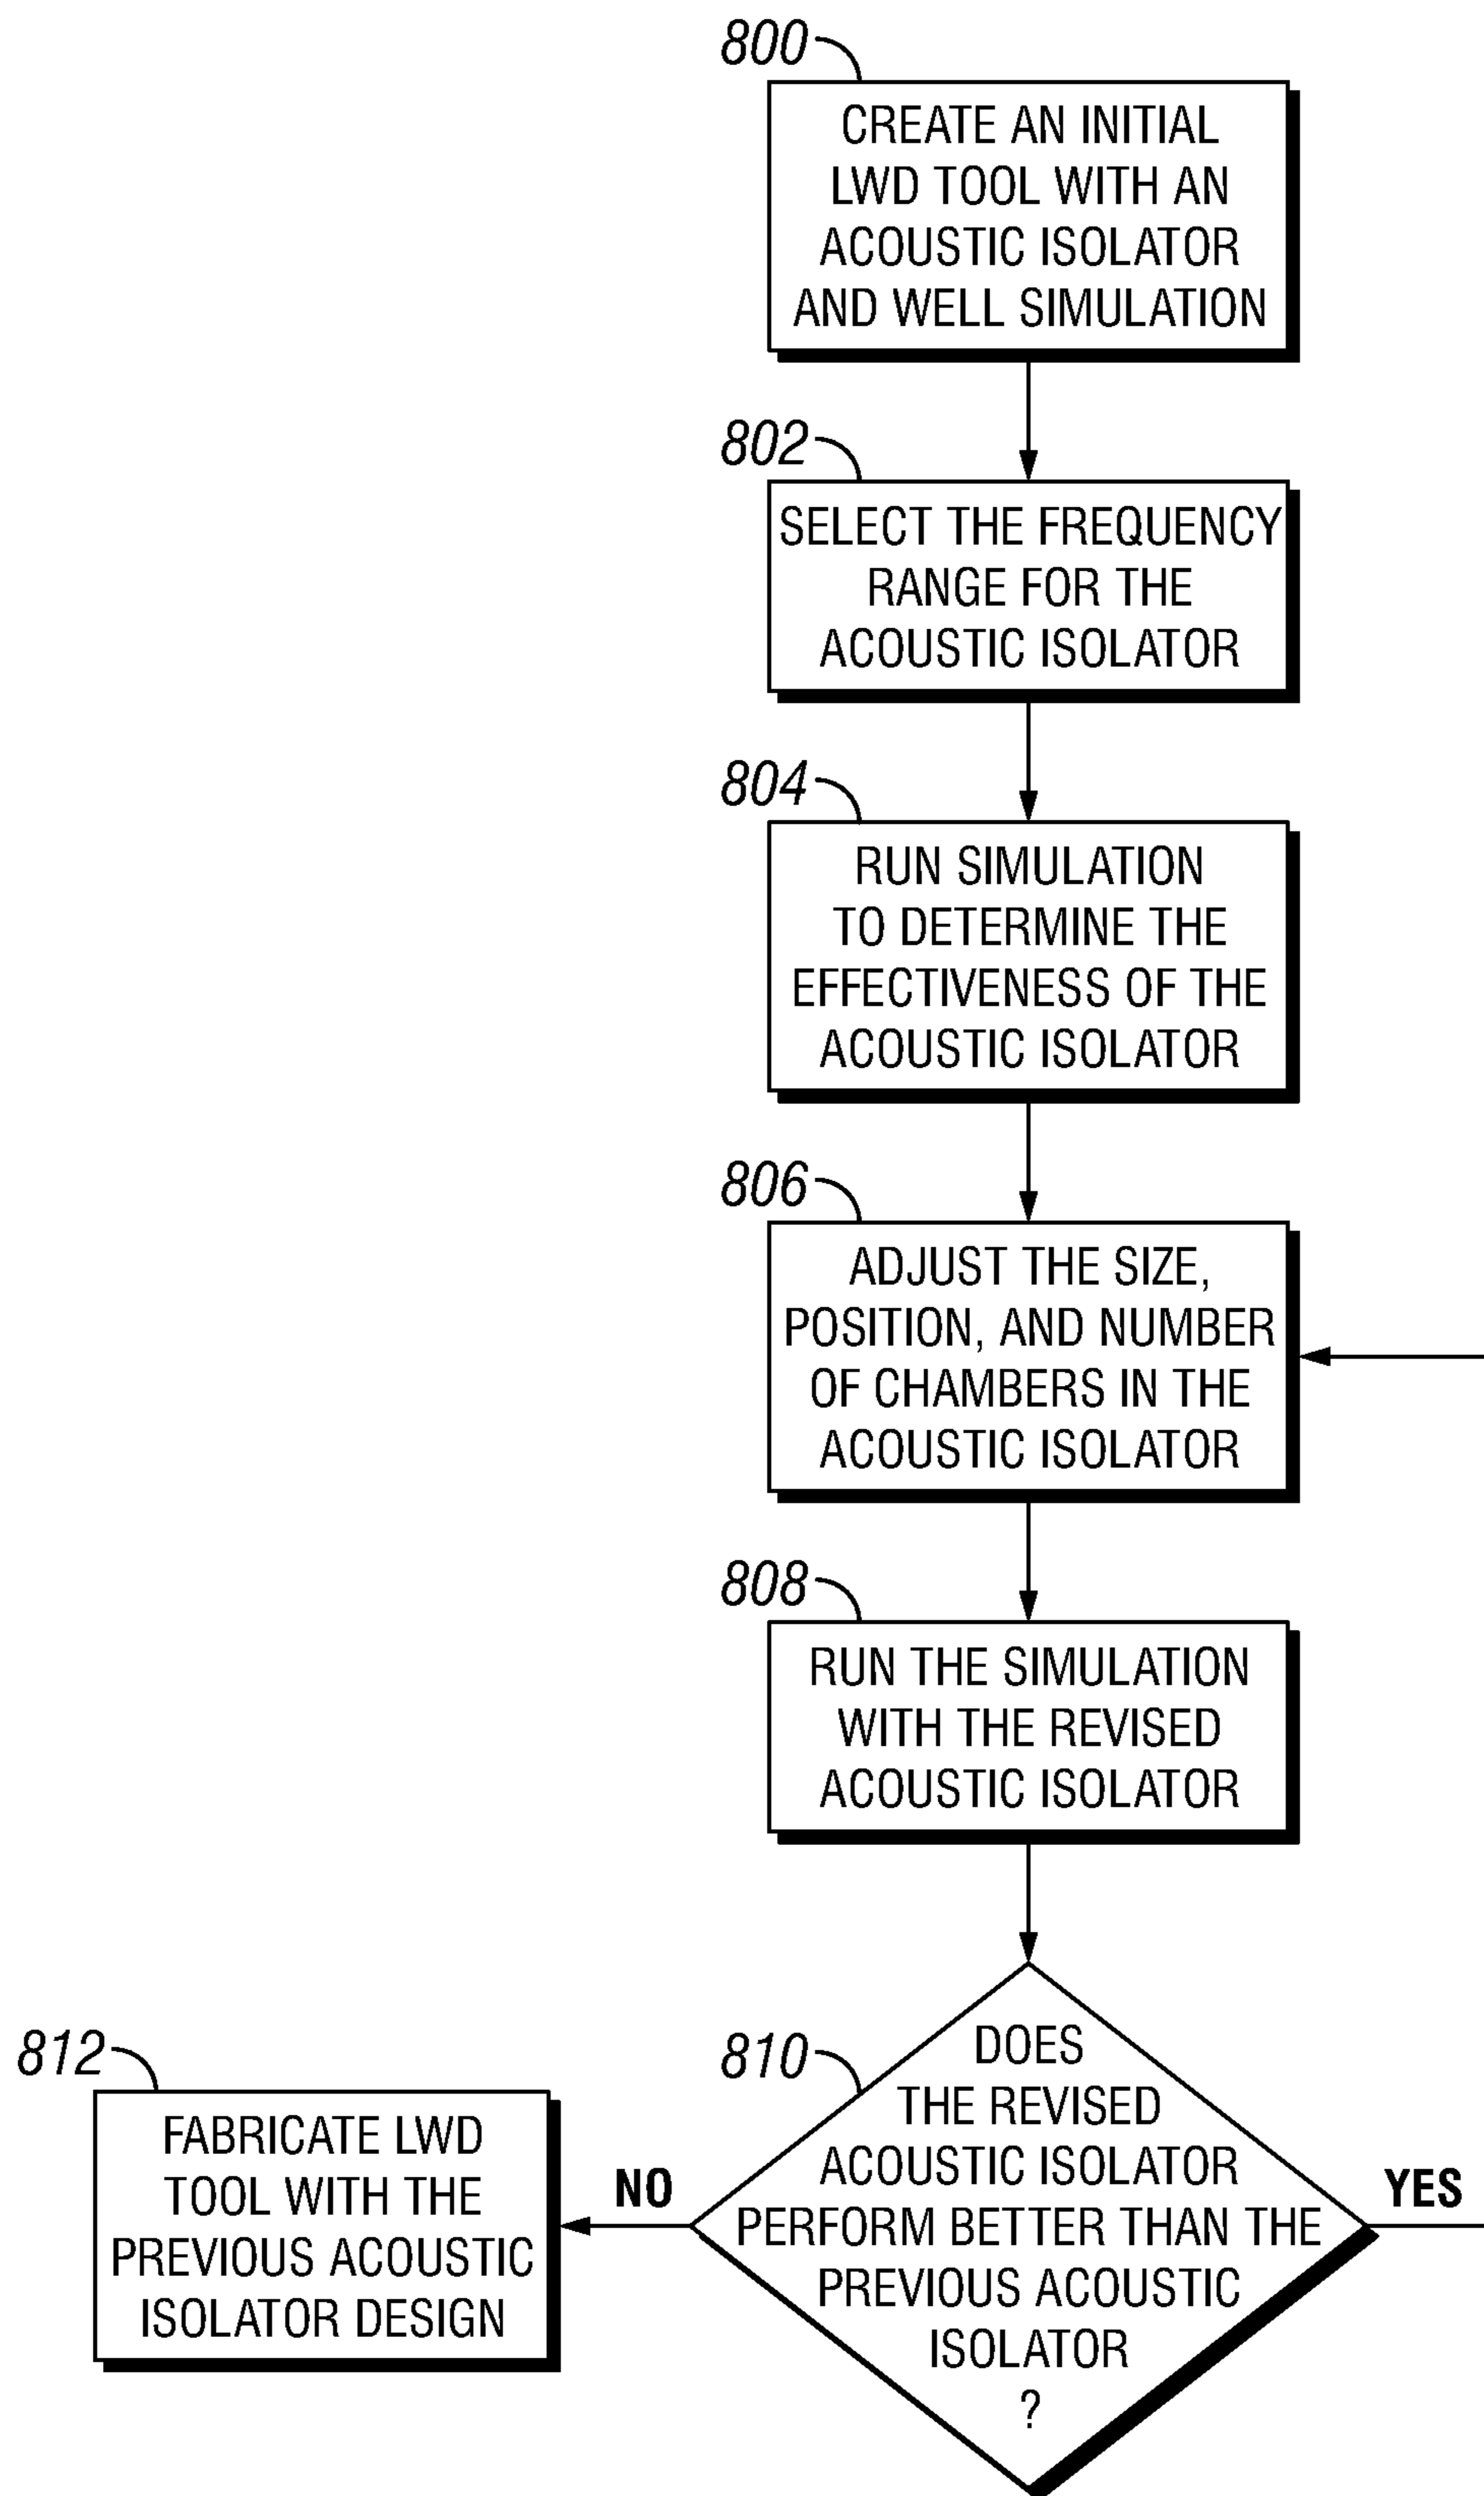 800
CREATE AN INITIAL
LWD TOOL WITH AN
ACOUSTIC ISOLATOR
AND WELL SIMULATION
802
SELECT THE FREQUENCY
RANGE FOR THE
ACOUSTIC ISOLATOR
804
RUN SIMULATION
TO DETERMINE THE
EFFECTIVENESS OF THE
ACOUSTIC ISOLATOR
806
ADJUST THE SIZE,
POSITION, AND NUMBER
OF CHAMBERS IN THE
ACOUSTIC ISOLATOR
808
RUN THE SIMULATION
WITH THE REVISED
ACOUSTIC ISOLATOR
810
DOES
THE REVISED
ACOUSTIC ISOLATOR
PERFORM BETTER THAN THE
PREVIOUS ACOUSTIC
ISOLATOR
?
YES
NO
812
FABRICATE LWD
TOOL WITH THE
PREVIOUS ACOUSTIC
ISOLATOR DESIGN